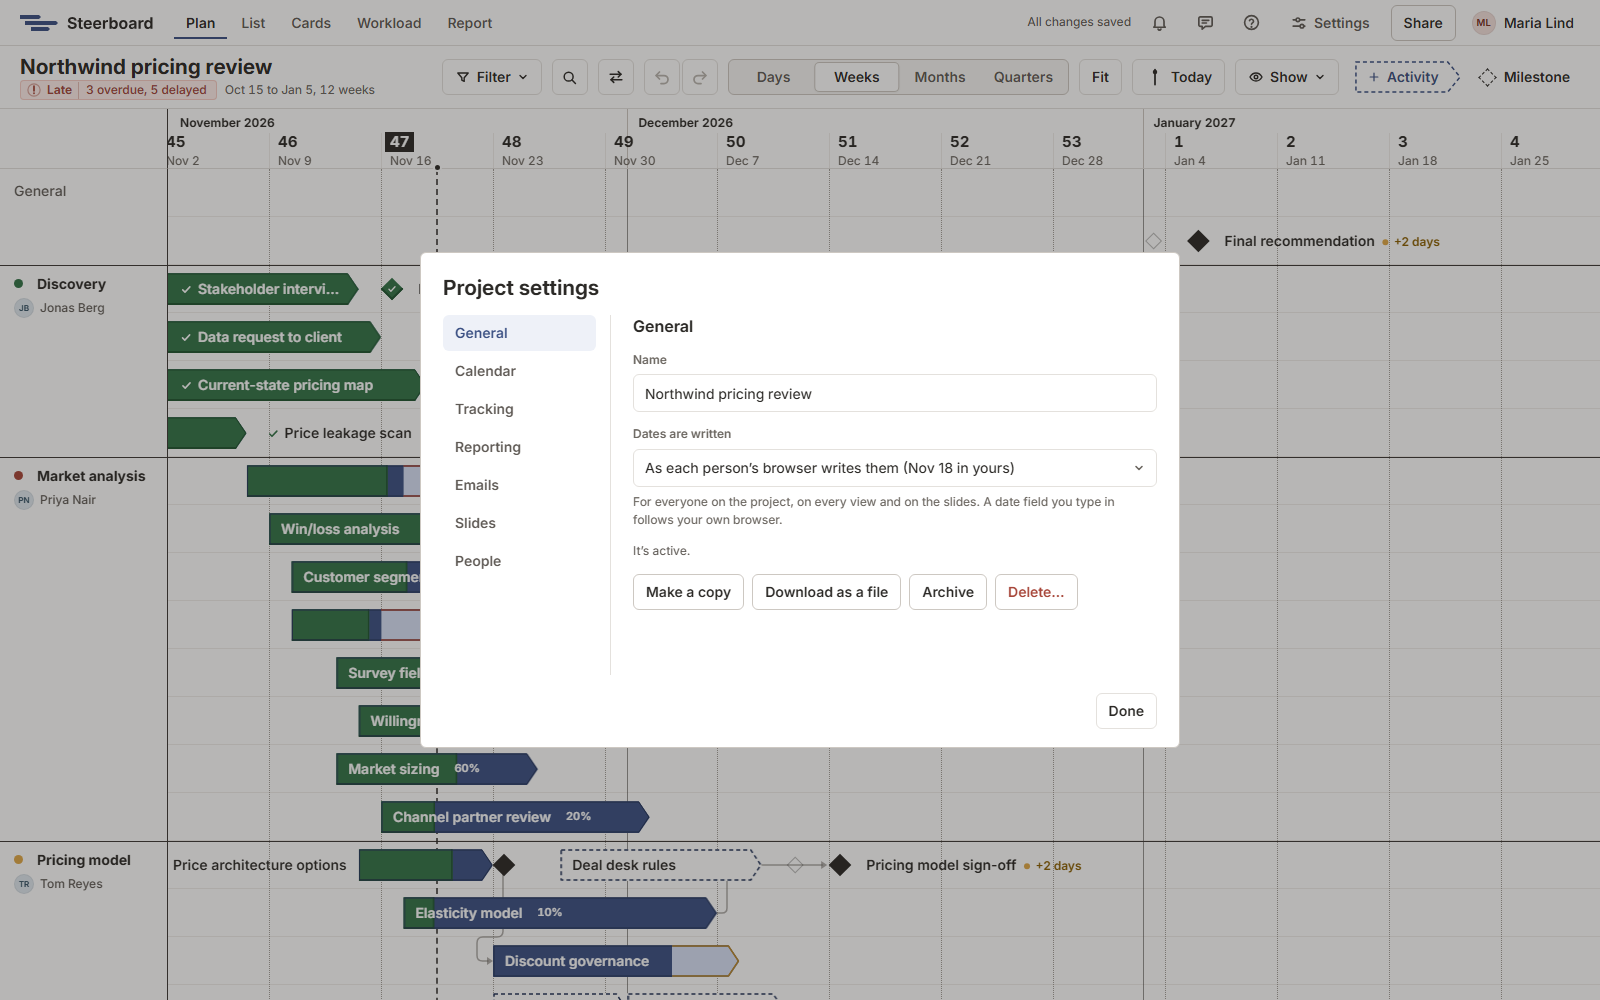 Steerboard
Plan
List
Cards
Workload
Report
All changes saved
Settings
Share
ML
Maria Lind
Northwind pricing review
Late
3 overdue, 5 delayed
Oct 15 to Jan 5, 12 weeks
Filter
Days
Weeks
Months
Quarters
Fit
Today
Show
+ Activity
Milestone
November 2026
December 2026
January 2027
45
46
47
48
49
50
51
52
53
1
2
3
4
Nov 2
Nov 9
Nov 16
Nov 23
Nov 30
Dec 7
Dec 14
Dec 21
Dec 28
Jan 4
Jan 11
Jan 18
Jan 25
General
Final recommendation
+2 days
Discovery
JB
Jonas Berg
Stakeholder intervi…
Data request to client
Current-state pricing map
Price leakage scan
Market analysis
PN
Priya Nair
Win/loss analysis
Customer segme
Survey fiel
Willing
Market sizing
60%
Channel partner review
20%
Pricing model
TR
Tom Reyes
Price architecture options
Deal desk rules
Pricing model sign-off
+2 days
Elasticity model
10%
Discount governance
Project settings
General
Calendar
Tracking
Reporting
Emails
Slides
People
General
Name
Northwind pricing review
Dates are written
As each person’s browser writes them (Nov 18 in yours)
For everyone on the project, on every view and on the slides. A date field you type in
follows your own browser.
It’s active.
Make a copy
Download as a file
Archive
Delete…
Done